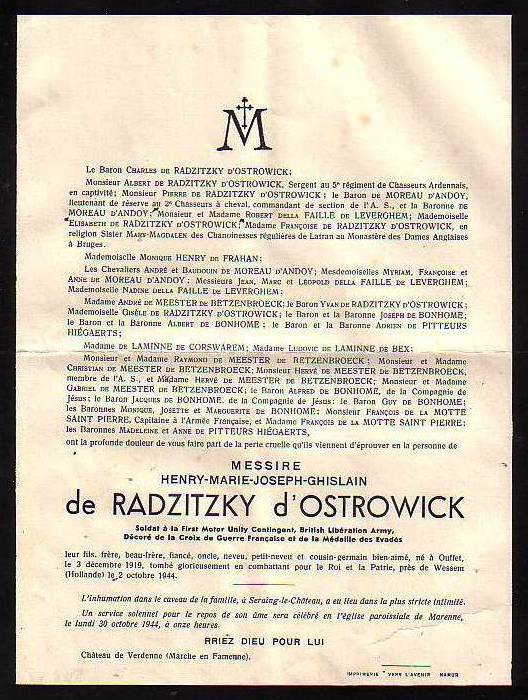 M
Le Baron CHARLES DE RADZITZKY D'OSTROWICK;
Monsieur ALBERT DE RADZITZKY D'OSTROWICK, Sergent au 5e régiment de Chasseurs Ardennais,
en captivité; Monsieur PIERRE DE RADZITZKY D'OSTROWICK; le Baron DE MOREAU D'ANDOY,
lieutenant de réserve au 2e Chasseurs à cheval, commandant de section de l'A. S., et la Baronne DE
MOREAU D'ANDOY; Monsieur et Madame ROBERT DELLA FAILLE DE LEVERGHEM; Mademoiselle
ELISABETH DE RADZITZKY D'OSTROWICK; Madame FRANÇOISE DE RADZITZKY D'OSTROWICK, en
religion Sister MARY-MAGDALEN des Chanoinesses régulières de Latran au Monastère des Dames Anglaises
à Bruges.
Mademoiselle MONIQUE HENRY DE FRAHAN;
Les Chevaliers ANDRÉ ET BAUDOUIN DE MOREAU D'ANDOY; Mesdemoiselles MYRIAM, FRANÇOISE ET
ANNE DE MOREAU D'ANDOY; Messieurs JEAN, MARC ET LÉOPOLD DELLA FAILLE DE LEVERGHEM;
Mademoiselle NADINE DELLA FAILLE DE LEVERGHEM;
Madame ANDRÉ DE MEESTER DE BETZENBROECK; le Baron YVAN DE RADZITZKY D'OSTROWICK;
Mademoiselle GISÈLE DE RADZITZKY D'OSTROWICK; le Baron et la Baronne JOSEPH DE BONHOME;
le Baron et la Baronne ALBERT DE BONHOME; le Baron et la Baronne ADRIEN DE PITTEURS
HIÉGAERTS;
Madame DE LAMINNE DE CORSWAREM; Madame LUDOVIC DE LAMINNE DE BEX;
Monsieur et Madame RAYMOND DE MEESTER DE BETZENBROECK; Monsieur et Madame
CHRISTIAN DE MEESTER DE BETZENBROECK; Monsieur HERVÉ DE MEESTER DE BETZENBROECK,
membre de l'A. S., et Madame HERVÉ DE MEESTER DE BETZENBROECK; Monsieur et Madame
GABRIEL DE MEESTER DE BETZENBROECK; le Baron ALFRED DE BONHOME, de la Compagnie de
Jésus; le Baron JACQUES DE BONHOME, de la Compagnie de Jésus; le Baron GUY DE BONHOME;
les Baronnes MONIQUE, JOSETTE et MARGUERITE DE BONHOME; Monsieur FRANÇOIS DE LA MOTTE
SAINT PIERRE, Capitaine à l'Armée Française, et Madame FRANÇOIS DE LA MOTTE SAINT PIERRE;
les Baronnes MADELEINE ET ANNE DE PITTEURS HIÉGAERTS,
ont la profonde douleur de vous faire part de la perte cruelle qu'ils viennent d'éprouver en la personne de
MESSIRE
HENRY-MARIE-JOSEPH-GHISLAIN
de RADZITZKY d'OSTROWICK
Soldat à la First Motor Unity Contingent, British Libération Army,
Décoré de la Croix de Guerre Française et de la Médaille des Evadés
leur fils, frère, beau-frère, fiancé, oncle, neveu, petit-neveu et cousin-germain bien-aimé, né à Ouffet,
le 3 décembre 1919, tombé glorieusement en combattant pour le Roi et la Patrie, près de Wessem
(Hollande) le 2 octobre 1944.
L'inhumation dans le caveau de la famille, à Seraing-le-Château, a eu lieu dans la plus stricte intimité.
Un service solennel pour le repos de son âme sera célébré en l'église paroissiale de Marenne,
le lundi 30 octobre 1944, à onze heures.
RRIEZ DIEU POUR LUI
Château de Verdenne (Marche en Famenne).
IMPRIMERIE "VERS L'AVENIR" NAMUR